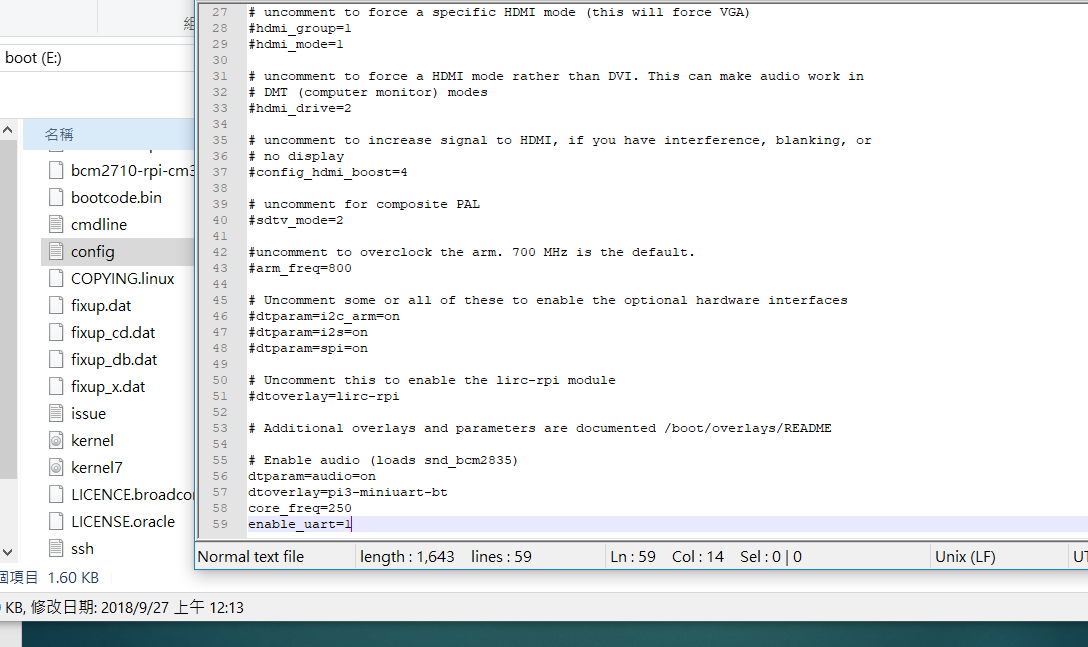 組
boot (E:)
名稱
bcm2710-rpi-cm3
bootcode.bin
cmdline
config
COPYING.linux
fixup.dat
fixup_cd.dat
fixup_db.dat
fixup_x.dat
issue
kernel
kernel7
LICENCE.broadcon
LICENSE.oracle
ssh
個項目 1.60 KB
KB, 修改日期: 2018/9/27 上午 12:13
27 # uncomment to force a specific HDMI mode (this will force VGA)
28 #hdmi_group=1
29 #hdmi_mode=1
30
31 # uncomment to force a HDMI mode rather than DVI. This can make audio work in
32 # DMT (computer monitor) modes
33 #hdmi_drive=2
34
35 # uncomment to increase signal to HDMI, if you have interference, blanking, or
36 # no display
37 #config_hdmi_boost=4
38
39 # uncomment for composite PAL
40 #sdtv_mode=2
41
42 #uncomment to overclock the arm. 700 MHz is the default.
43 #arm_freq=800
44
45 # Uncomment some or all of these to enable the optional hardware interfaces
46 #dtparam=i2c_arm=on
47 #dtparam=i2s=on
48 #dtparam=spi=on
49
50 # Uncomment this to enable the lirc-rpi module
51 #dtoverlay=lirc-rpi
52
53 # Additional overlays and parameters are documented /boot/overlays/README
54
55 # Enable audio (loads snd_bcm2835)
56 dtparam=audio=on
57 dtoverlay=pi3-miniuart-bt
58 core_freq=250
59 enable_uart=1
Normal text file length : 1,643 lines : 59 Ln : 59 Col : 14 Sel : 0 | 0 Unix (LF) UT